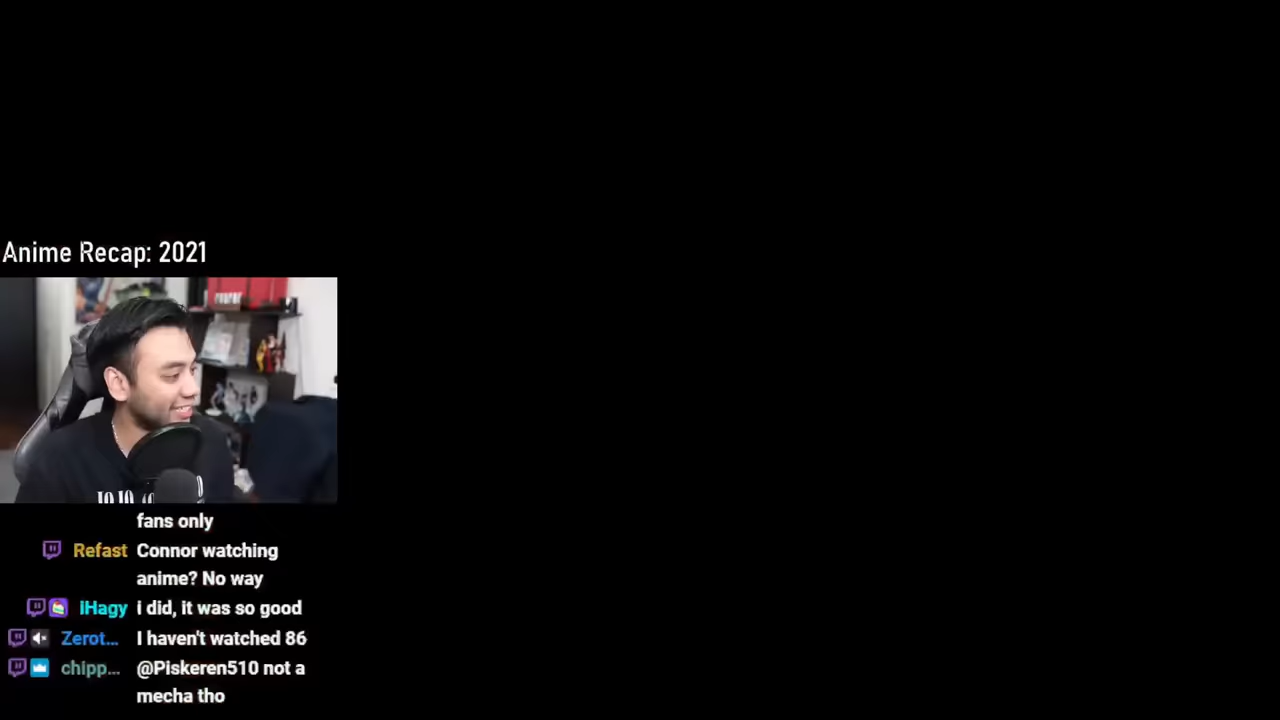 Anime Recap: 2021
fans only
Refast Connor watching
anime? No way
iHagy i did, it was so good
Zerot... I haven't watched 86
chipp... @Piskeren510 not a
mecha tho